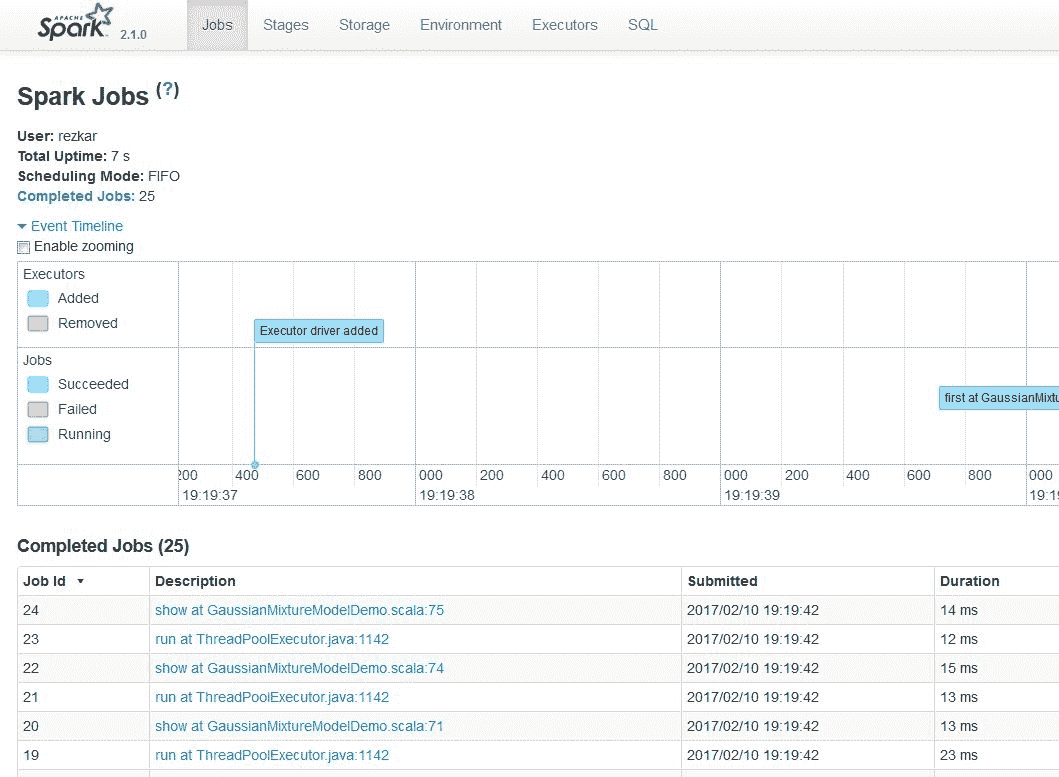 APACHE
Spark 2.1.0 Jobs Stages Storage Environment Executors SQL
Spark Jobs (?)
User: rezkar
Total Uptime: 7 s
Scheduling Mode: FIFO
Completed Jobs: 25
Event Timeline
Enable zooming
Executors
Added
Removed
Executor driver added
Jobs
Succeeded
Failed
Running
first at GaussianMixtu
200 400 600 800 000 200 400 600 800 000 200 400 600 800 000
19:19:37 19:19:38 19:19:39 19:19
Completed Jobs (25)
Job Id Description Submitted Duration
24 show at GaussianMixtureModelDemo.scala:75 2017/02/10 19:19:42 14 ms
23 run at ThreadPoolExecutor.java:1142 2017/02/10 19:19:42 12 ms
22 show at GaussianMixtureModelDemo.scala:74 2017/02/10 19:19:42 15 ms
21 run at ThreadPoolExecutor.java:1142 2017/02/10 19:19:42 13 ms
20 show at GaussianMixtureModelDemo.scala:71 2017/02/10 19:19:42 13 ms
19 run at ThreadPoolExecutor.java:1142 2017/02/10 19:19:42 23 ms